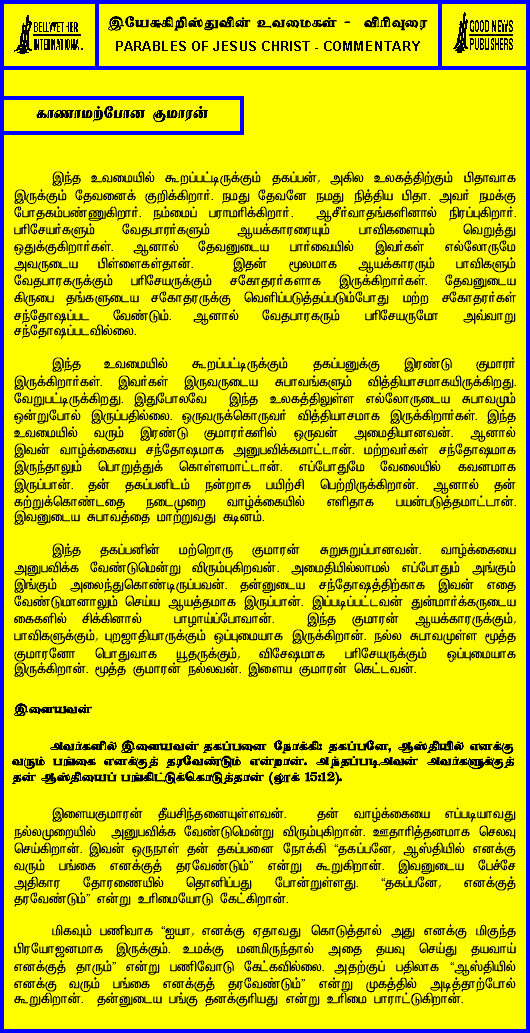 BELLWETHER
INTERNATIONAL
இயேசுகிறிஸ்துவின் உவமைகள் - விரிவுரை
PARABLES OF JESUS CHRIST - COMMENTARY
GOOD NEWS
PUBLISHERS
காணாமற்போன குமாரன்
இந்த உவமையில் கூறப்பட்டிருக்கும் தகப்பன், அகில உலகத்திற்கும் பிதாவாக
இருக்கும் தேவனைக் குறிக்கிறார். நமது தேவனே நமது நித்திய பிதா. அவர் நமக்கு
போதகம்பண்ணுகிறார். நம்மைப் பராமரிக்கிறார். ஆசீர்வாதங்களினால் நிரப்புகிறார்.
பரிசேயர்களும் வேதபாரர்களும் ஆயக்காரரையும் பாவிகளையும் வெறுத்து
ஒதுக்குகிறார்கள். ஆனால் தேவனுடைய பார்வையில் இவர்கள் எல்லோருமே
அவருடைய பிள்ளைகள்தான். இதன் மூலமாக ஆயக்காரரும் பாவிகளும்
வேதபாரகருக்கும் பரிசேயருக்கும் சகோதரர்களாக இருக்கிறார்கள். தேவனுடைய
கிருபை தங்களுடைய சகோதரருக்கு வெளிப்படுத்தப்படும்போது மற்ற சகோதரர்கள்
சந்தோஷப்பட வேண்டும். ஆனால் வேதபாரகரும் பரிசேயருமோ அவ்வாறு
சந்தோஷப்படவில்லை.
இந்த உவமையில் கூறப்பட்டிருக்கும் தகப்பனுக்கு இரண்டு குமாரர்
இருக்கிறார்கள். இவர்கள் இருவருடைய சுபாவங்களும் வித்தியாசமாகயிருக்கிறது.
வேறுபட்டிருக்கிறது. இதுபோலவே இந்த உலகத்திலுள்ள எல்லோருடைய சுபாவமும்
ஒன்றுபோல் இருப்பதில்லை. ஒருவருக்கொருவர் வித்தியாசமாக இருக்கிறார்கள். இந்த
உவமையில் வரும் இரண்டு குமாரர்களில் ஒருவன் அமைதியானவன். ஆனால்
இவன் வாழ்க்கையை சந்தோஷமாக அனுபவிக்கமாட்டான். மற்றவர்கள் சந்தோஷமாக
இருந்தாலும் பொறுத்துக் கொள்ளமாட்டான். எப்போதுமே வேலையில் கவனமாக
இருப்பான். தன் தகப்பனிடம் நன்றாக பயிற்சி பெற்றிருக்கிறான். ஆனால் தன்
கற்றுக்கொண்டதை நடைமுறை வாழ்க்கையில் எளிதாக பயன்படுத்தமாட்டான்.
இவனுடைய சுபாவத்தை மாற்றுவது கடினம்.
இந்த தகப்பனின் மற்றொரு குமாரன் சுறுசுறுப்பானவன். வாழ்க்கையை
அனுபவிக்க வேண்டுமென்று விரும்புகிறவன். அமைதியில்லாமல் எப்போதும் அங்கும்
இங்கும் அலைந்துகொண்டிருப்பவன். தன்னுடைய சந்தோஷத்திற்காக இவன் எதை
வேண்டுமானாலும் செய்ய ஆயத்தமாக இருப்பான். இப்படிப்பட்டவன் துன்மார்க்கருடைய
கைகளில் சிக்கினால் பாழாய்ப்போவான். இந்த குமாரன் ஆயக்காரருக்கும்,
பாவிகளுக்கும், புறஜாதியாருக்கும் ஒப்புமையாக இருக்கிறான். நல்ல சுபாவமுள்ள மூத்த
குமாரனோ பொதுவாக யூதருக்கும், விசேஷமாக பரிசேயருக்கும் ஒப்புமையாக
இருக்கிறான். மூத்த குமாரன் நல்லவன். இளைய குமாரன் கெட்டவன்.
இளையவன்
அவர்களில் இளையவன் தகப்பனை நோக்கி: தகப்பனே, ஆஸ்தியில் எனக்கு
வரும் பங்கை எனக்குத் தரவேண்டும் என்றான். அந்தப்படிஅவன் அவர்களுக்குத்
தன் ஆஸ்தியைப் பங்கிட்டுக்கொடுத்தான் (லூக் 15:12).
இளையகுமாரன் தீயசிந்தனையுள்ளவன். தன் வாழ்க்கையை எப்படியாவது
நல்லமுறையில் அனுபவிக்க வேண்டுமென்று விரும்புகிறான். ஊதாரித்தனமாக செலவு
செய்கிறான். இவன் ஒருநாள் தன் தகப்பனை நோக்கி “தகப்பனே, ஆஸ்தியில் எனக்கு
வரும் பங்கை எனக்குத் தரவேண்டும்” என்று கூறுகிறான். இவனுடைய பேச்சே
அதிகார தோரணையில் தொனிப்பது போன்றுள்ளது. “தகப்பனே, எனக்குத்
தரவேண்டும்” என்று உரிமையோடு கேட்கிறான்.
மிகவும் பணிவாக “ஐயா, எனக்கு ஏதாவது கொடுத்தால் அது எனக்கு மிகுந்த
பிரயோஜனமாக இருக்கும். உமக்கு மனமிருந்தால் அதை தயவு செய்து தயவாய்
எனக்குத் தாரும்” என்று பணிவோடு கேட்கவில்லை. அதற்குப் பதிலாக “ஆஸ்தியில்
எனக்கு வரும் பங்கை எனக்குத் தரவேண்டும்” என்று முகத்தில் அடித்தாற்போல்
கூறுகிறான். தன்னுடைய பங்கு தனக்குரியது என்று உரிமை பாராட்டுகிறான்.